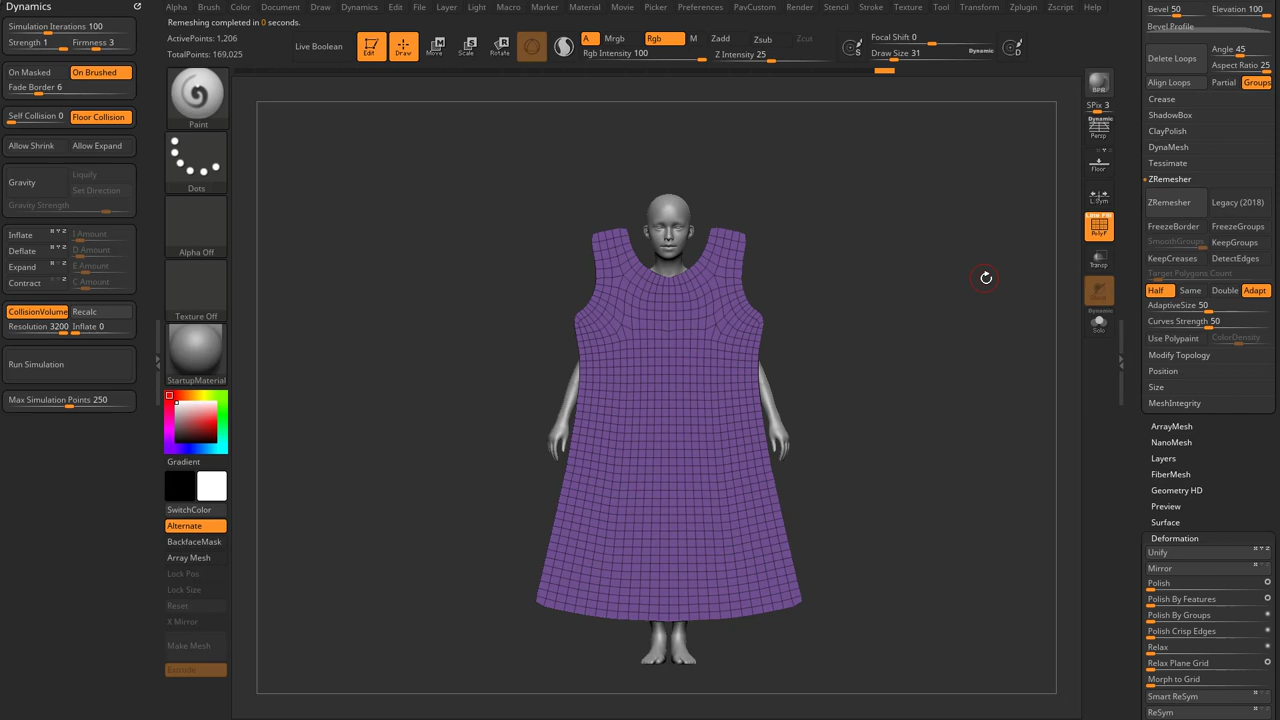 Dynamics
Alpha Brush Color Document Draw Dynamics Edit File Layer Light Macro Marker Material Movie Picker Preferences PavCustom Render Stencil Stroke Texture Tool Transform Zplugin Zscript Help
Remeshing completed in 0 seconds.
Simulation Iterations 100
Strength 1 Firmness 3
On Masked On Brushed
Fade Border 6
Self Collision 0 Floor Collision
Allow Shrink Allow Expand
Gravity Liquify
Set Direction
Gravity Strength
Inflate I Amount
Deflate D Amount
Expand E Amount
Contract C Amount
CollisionVolume Recalc
Resolution 3200 Inflate 0
Run Simulation
Max Simulation Points 250
ActivePoints: 1,206
TotalPoints: 169,025
Live Boolean
Edit Draw Move Scale Rotate
A Mrgb Rgb M Zadd Zsub Zcut
Rgb Intensity 100 Z Intensity 25
S
Focal Shift 0
Draw Size 31 Dynamic
D
Paint
Dots
Alpha Off
Texture Off
StartupMaterial
Gradient
SwitchColor
Alternate
BackfaceMask
Array Mesh
Lock Pos
Lock Size
Reset
X Mirror
Make Mesh
Extrude
BPR
SPix 3
Dynamic
Persp
Floor
L.Sym
Line Fill
PolyF
Transp
Ghost
Dynamic
Solo
Bevel 50 Elevation 100
Bevel Profile
Delete Loops Angle 45
Aspect Ratio 25
Align Loops Partial Groups
Crease
ShadowBox
ClayPolish
DynaMesh
Tessimate
ZRemesher
ZRemesher Legacy (2018)
FreezeBorder FreezeGroups
SmoothGroups KeepGroups
KeepCreases DetectEdges
Target Polygons Count
Half Same Double Adapt
AdaptiveSize 50
Curves Strength 50
Use Polypaint ColorDensity
Modify Topology
Position
Size
MeshIntegrity
ArrayMesh
NanoMesh
Layers
FiberMesh
Geometry HD
Preview
Surface
Deformation
Unify
Mirror
Polish
Polish By Features
Polish By Groups
Polish Crisp Edges
Relax
Relax Plane Grid
Morph to Grid
Smart ReSym
ReSym